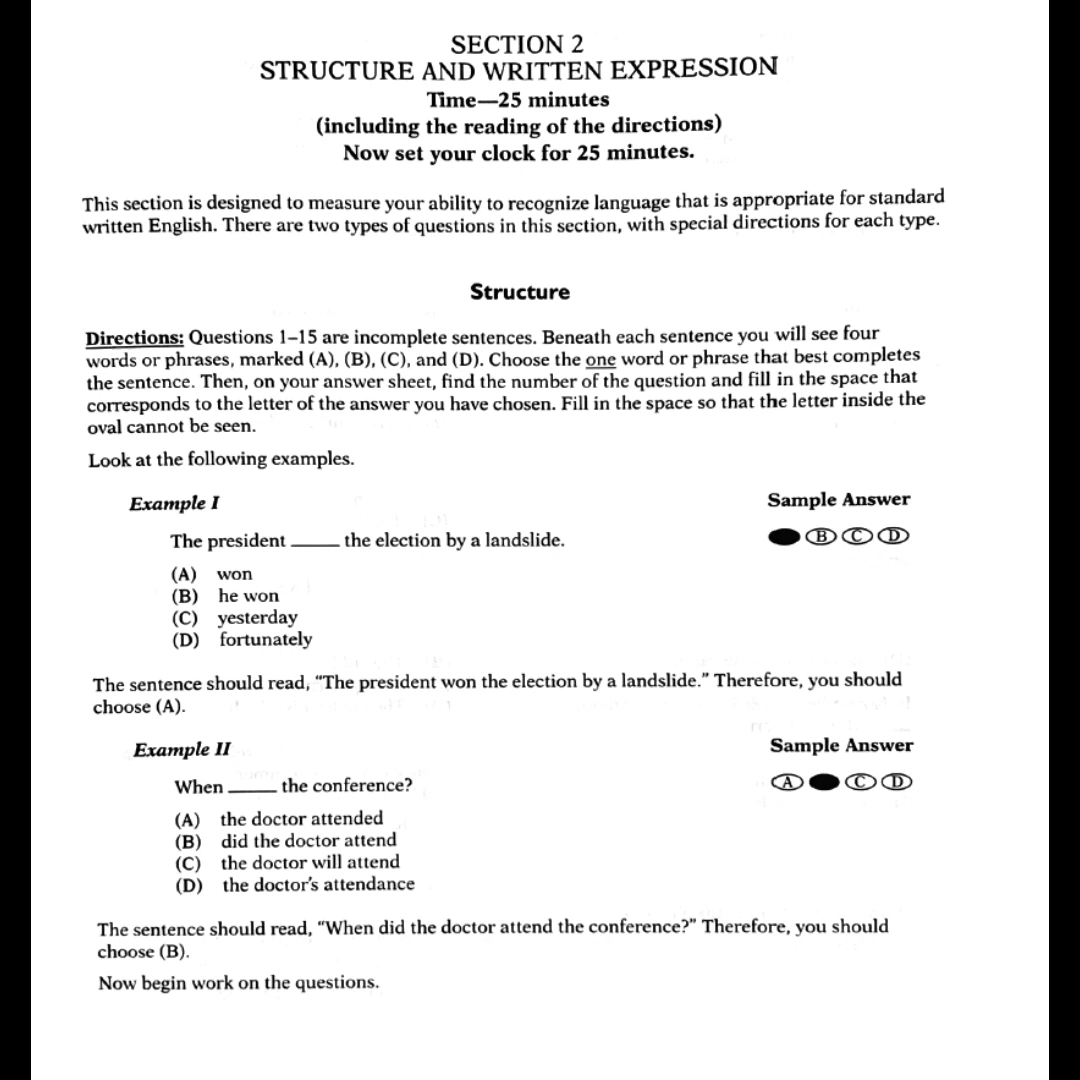 SECTION 2
STRUCTURE AND WRITTEN EXPRESSION
Time—25 minutes
(including the reading of the directions)
Now set your clock for 25 minutes.
This section is designed to measure your ability to recognize language that is appropriate for standard
written English. There are two types of questions in this section, with special directions for each type.
Structure
Directions: Questions 1–15 are incomplete sentences. Beneath each sentence you will see four
words or phrases, marked (A), (B), (C), and (D). Choose the one word or phrase that best completes
the sentence. Then, on your answer sheet, find the number of the question and fill in the space that
corresponds to the letter of the answer you have chosen. Fill in the space so that the letter inside the
oval cannot be seen.
Look at the following examples.
Example I
Sample Answer
The president _____ the election by a landslide.
B C D
(A) won
(B) he won
(C) yesterday
(D) fortunately
The sentence should read, “The president won the election by a landslide.” Therefore, you should
choose (A).
Example II
Sample Answer
When _____ the conference?
A C D
(A) the doctor attended
(B) did the doctor attend
(C) the doctor will attend
(D) the doctor’s attendance
The sentence should read, “When did the doctor attend the conference?” Therefore, you should
choose (B).
Now begin work on the questions.